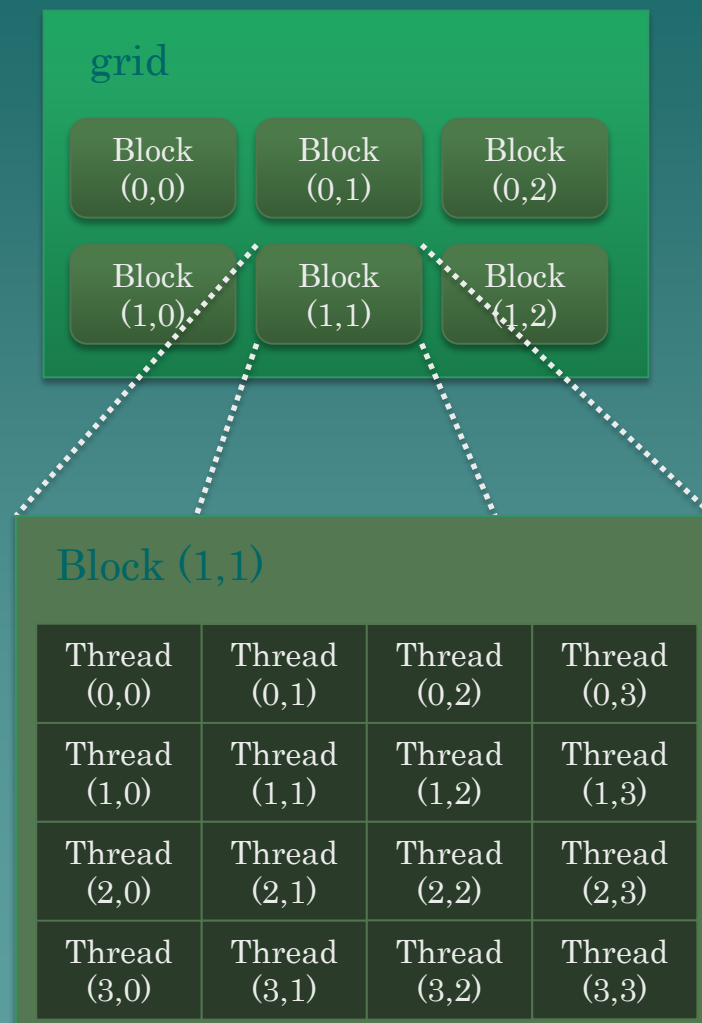 grid
Block Block Block
(0,0) (0,1) (0,2)
Block Block Block
(1,0) (1,1) (1,2)
Block (1,1)
Thread Thread Thread Thread
(0,0) (0,1) (0,2) (0,3)
Thread Thread Thread Thread
(1,0) (1,1) (1,2) (1,3)
Thread Thread Thread Thread
(2,0) (2,1) (2,2) (2,3)
Thread Thread Thread Thread
(3,0) (3,1) (3,2) (3,3)